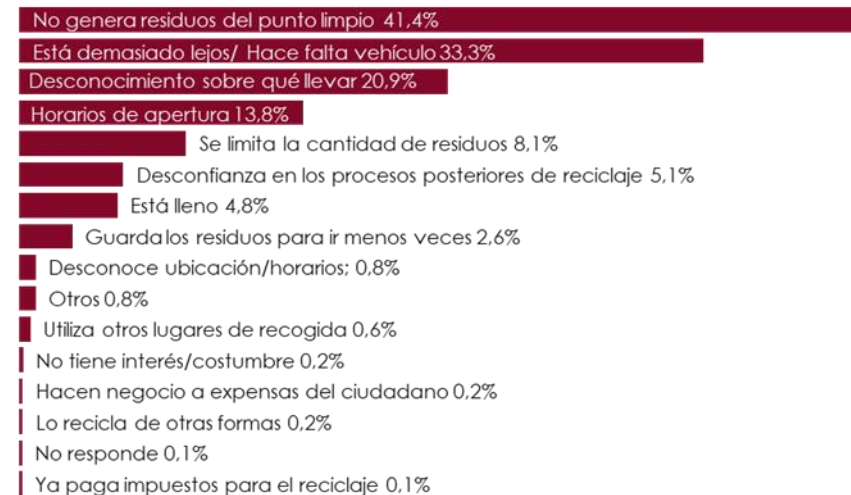 No genera residuos del punto limpio 41,4%
Está demasiado lejos/ Hace falta vehículo 33,3%
Desconocimiento sobre qué llevar 20,9%
Horarios de apertura 13,8%
Se limita la cantidad de residuos 8,1%
Desconfianza en los procesos posteriores de reciclaje 5,1%
Está lleno 4,8%
Guarda los residuos para ir menos veces 2,6%
Desconoce ubicación/horarios; 0,8%
Otros 0,8%
Utiliza otros lugares de recogida 0,6%
No tiene interés/costumbre 0,2%
Hacen negocio a expensas del ciudadano 0,2%
Lo recicla de otras formas 0,2%
No responde 0,1%
Ya paga impuestos para el reciclaje 0,1%